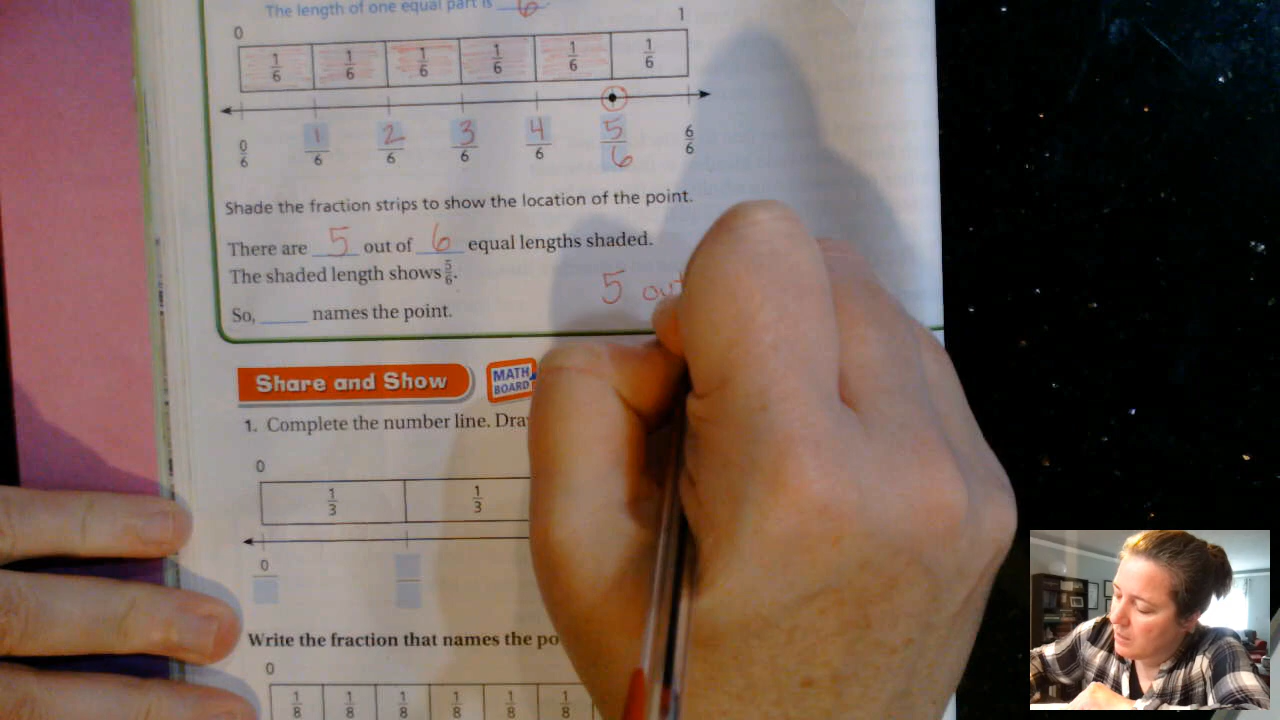 The length of one equal part is 6.
0 1
1/6 1/6 1/6 1/6 1/6 1/6
0/6 1/6 2/6 3/6 4/6 5/6 6/6
Shade the fraction strips to show the location of the point.
There are 5 out of 6 equal lengths shaded.
The shaded length shows 5/6.
5 out
So, _____ names the point.
Share and Show
MATH BOARD
1. Complete the number line.
0
1/3 1/3
0
Write the fraction that names the
0
1/8 1/8 1/8 1/8 1/8 1/8